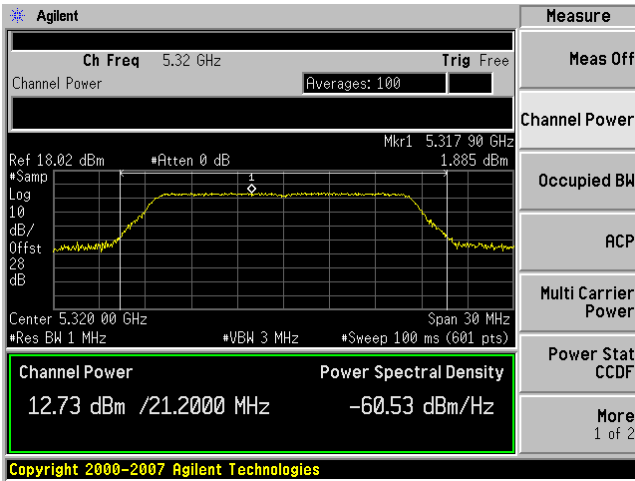 Agilent
Measure
Ch Freq 5.32 GHz Trig Free
Channel Power Averages: 100
Mkr1 5.317 90 GHz
Ref 18.02 dBm #Atten 0 dB 1.885 dBm
#Samp
Log
10
dB/
Offst
28
dB
1
Center 5.320 00 GHz Span 30 MHz
#Res BW 1 MHz #VBW 3 MHz #Sweep 100 ms (601 pts)
Channel Power Power Spectral Density
12.73 dBm /21.2000 MHz -60.53 dBm/Hz
Copyright 2000-2007 Agilent Technologies
Meas Off
Channel Power
Occupied BW
ACP
Multi Carrier
Power
Power Stat
CCDF
More
1 of 2